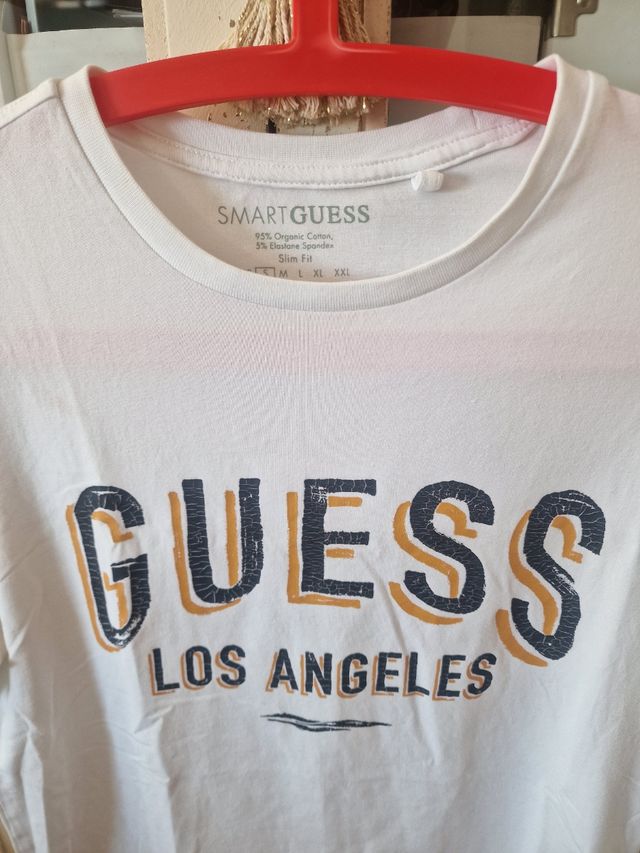 SMARTGUESS
95% Organic Cotton,
5% Elastane Spandex
Slim Fit
S M L XL XXL
GUESS
LOS ANGELES